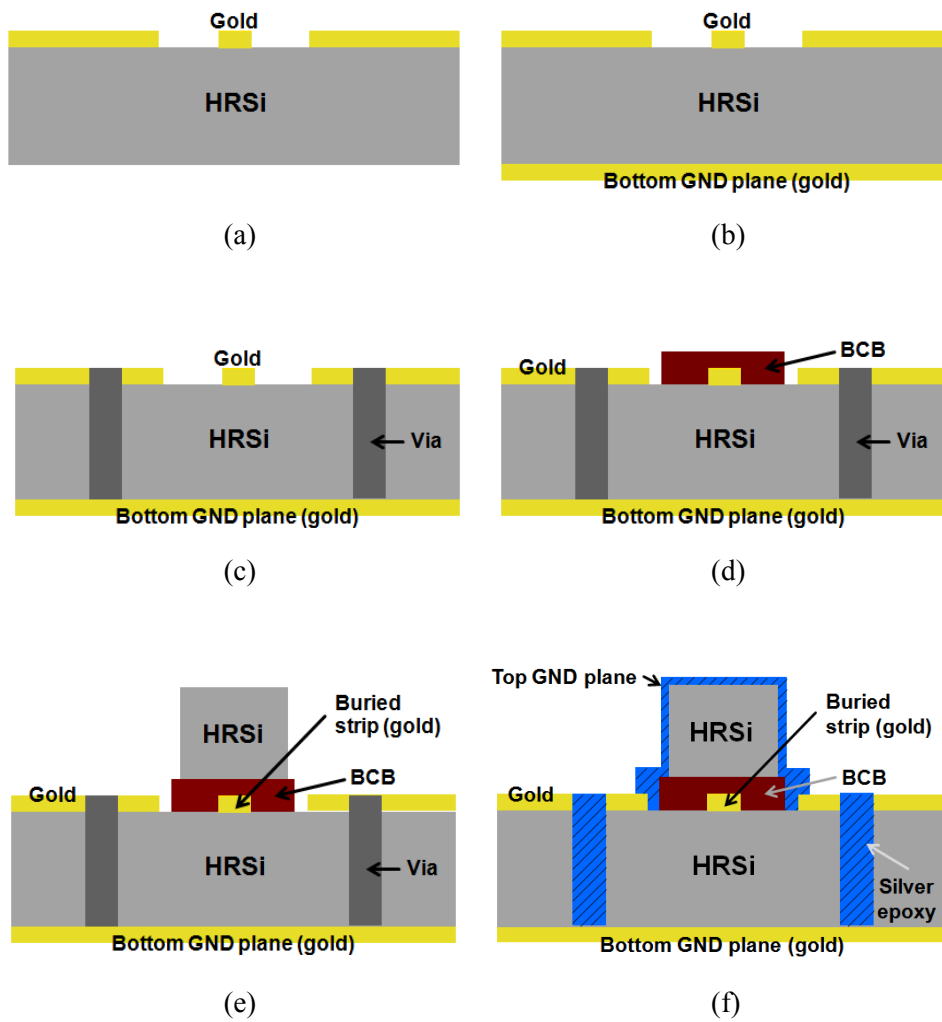 Gold
HRSi
(a)
Gold
HRSi
Bottom GND plane (gold)
(b)
Gold
HRSi
Via
Bottom GND plane (gold)
(c)
BCB
Gold
HRSi
Via
Bottom GND plane (gold)
(d)
HRSi
Buried
strip (gold)
BCB
Gold
HRSi
Via
Bottom GND plane (gold)
(e)
Top GND plane
HRSi
Buried
strip (gold)
BCB
Gold
HRSi
Silver
epoxy
Bottom GND plane (gold)
(f)